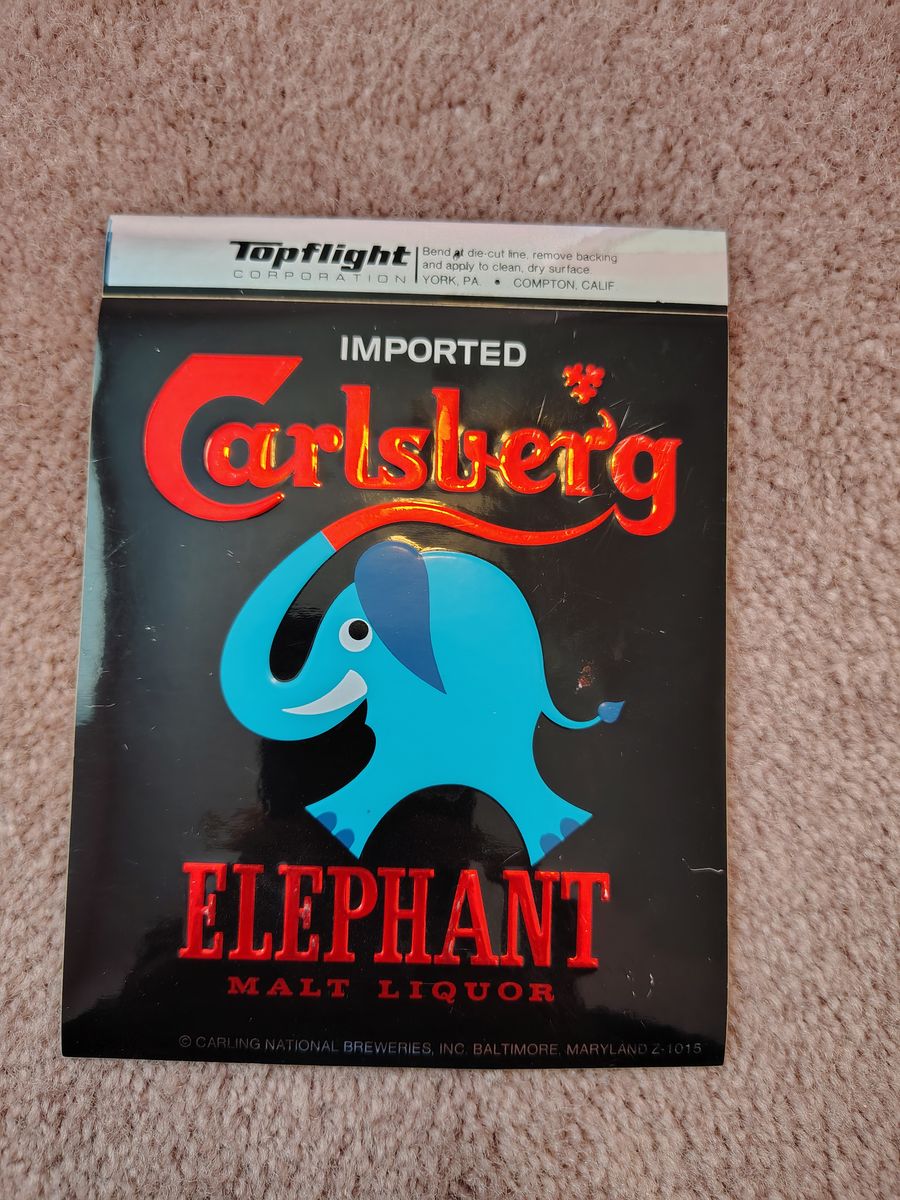 Topflight
CORPORATION
Bend at die-cut line, remove backing
and apply to clean, dry surface.
YORK, PA. • COMPTON, CALIF.
IMPORTED
Carlsberg
ELEPHANT
MALT LIQUOR
© CARLING NATIONAL BREWERIES, INC. BALTIMORE, MARYLAND Z-1015